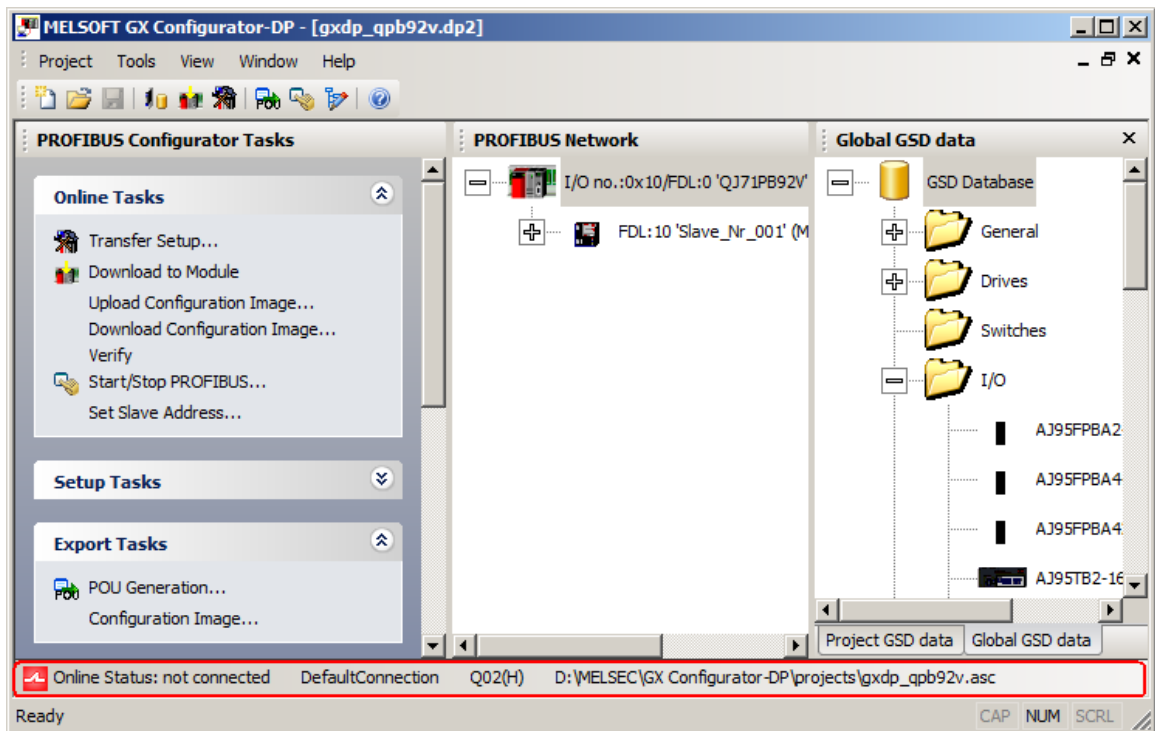 MELSOFT GX Configurator-DP - [gxdp_qpb92v.dp2]
Project Tools View Window Help
PROFIBUS Configurator Tasks
Online Tasks
Transfer Setup...
Download to Module
Upload Configuration Image...
Download Configuration Image...
Verify
Start/Stop PROFIBUS...
Set Slave Address...
Setup Tasks
Export Tasks
POU Generation...
Configuration Image...
PROFIBUS Network
I/O no.:0x10/FDL:0 'QJ71PB92V'
FDL:10 'Slave_Nr_001' (M
Global GSD data
GSD Database
General
Drives
Switches
I/O
AJ95FPBA2
AJ95FPBA4
AJ95FPBA4
AJ95TB2-16
Project GSD data Global GSD data
Online Status: not connected DefaultConnection Q02(H) D:\MELSEC\GX Configurator-DP\projects\gxdp_qpb92v.asc
Ready CAP NUM SCRL